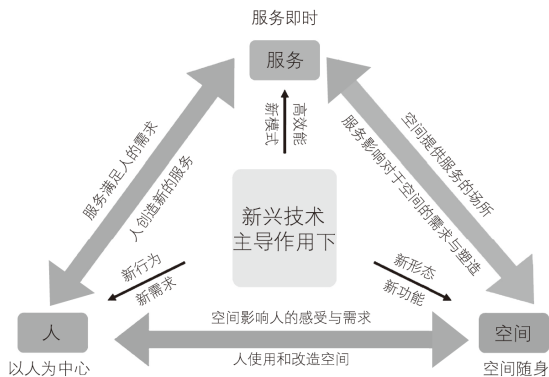 服务即时
服务
服务满足人的需求
人创造新的服务
新模式
高效能
空间提供服务的场所
服务影响对于空间的需求与塑造
新兴技术
主导作用下
新行为
新需求
新形态
新功能
人
以人为中心
空间影响人的感受与需求
人使用和改造空间
空间
空间随身